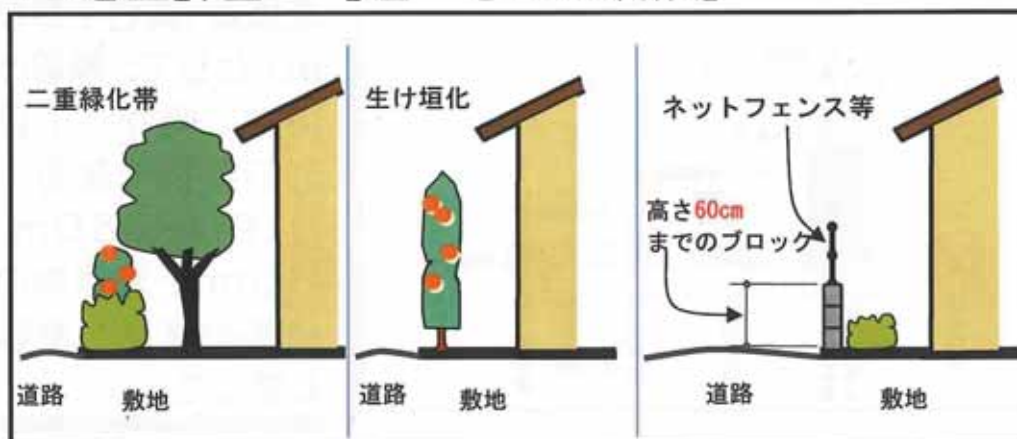 二重緑化帯
道路
敷地
生け垣化
道路
敷地
ネットフェンス等
高さ60cm
までのブロック
道路
敷地